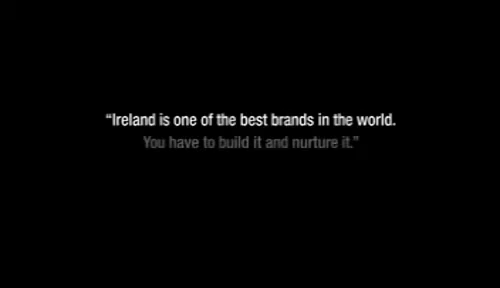 “Ireland is one of the best brands in the world.
You have to build it and nurture it.”